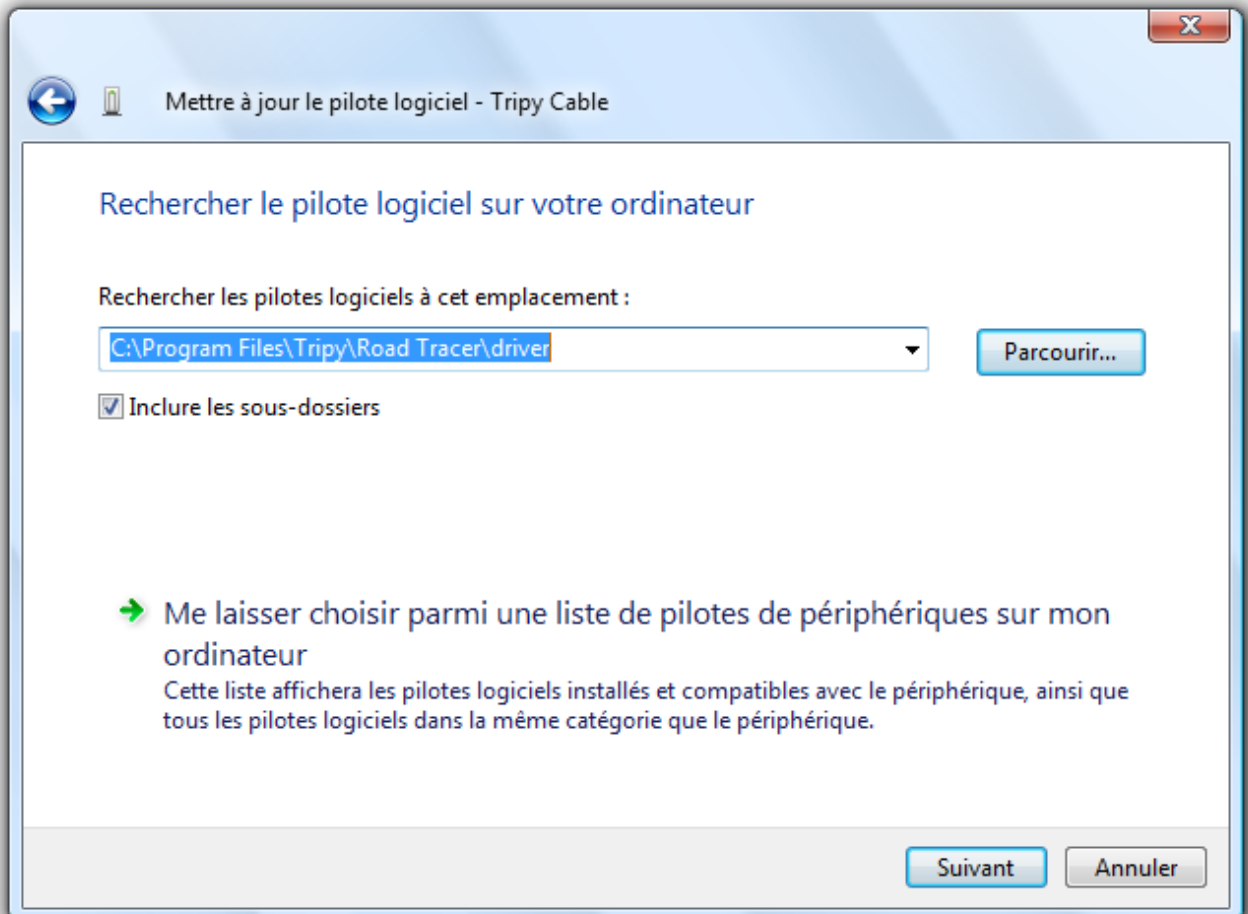 Mettre à jour le pilote logiciel - Tripy Cable
Rechercher le pilote logiciel sur votre ordinateur
Rechercher les pilotes logiciels à cet emplacement :
C:\Program Files\Tripy\Road Tracer\driver
Parcourir...
Inclure les sous-dossiers
Me laisser choisir parmi une liste de pilotes de périphériques sur mon
ordinateur
Cette liste affichera les pilotes logiciels installés et compatibles avec le périphérique, ainsi que
tous les pilotes logiciels dans la même catégorie que le périphérique.
Suivant
Annuler